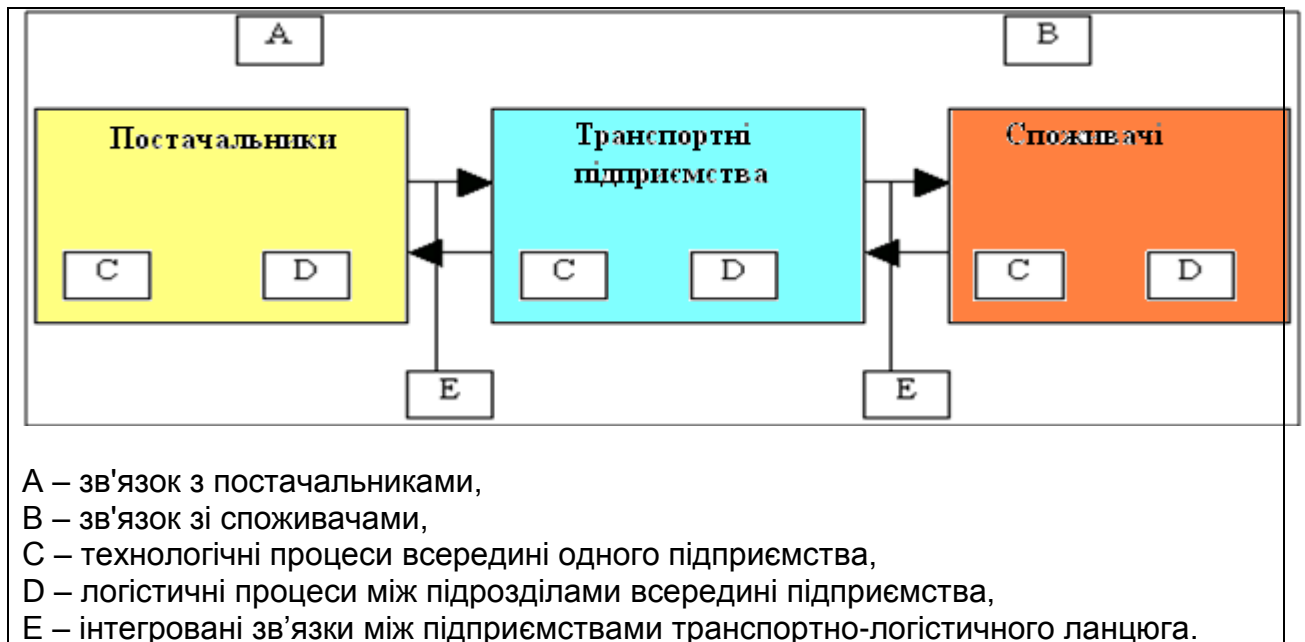 A
B
Постачальники
Транспортні
підприємства
Споживачі
C
D
C
D
C
D
E
E
А – зв'язок з постачальниками,
В – зв'язок зі споживачами,
С – технологічні процеси всередині одного підприємства,
D – логістичні процеси між підрозділами всередині підприємства,
Е – інтегровані зв’язки між підприємствами транспортно-логістичного ланцюга.